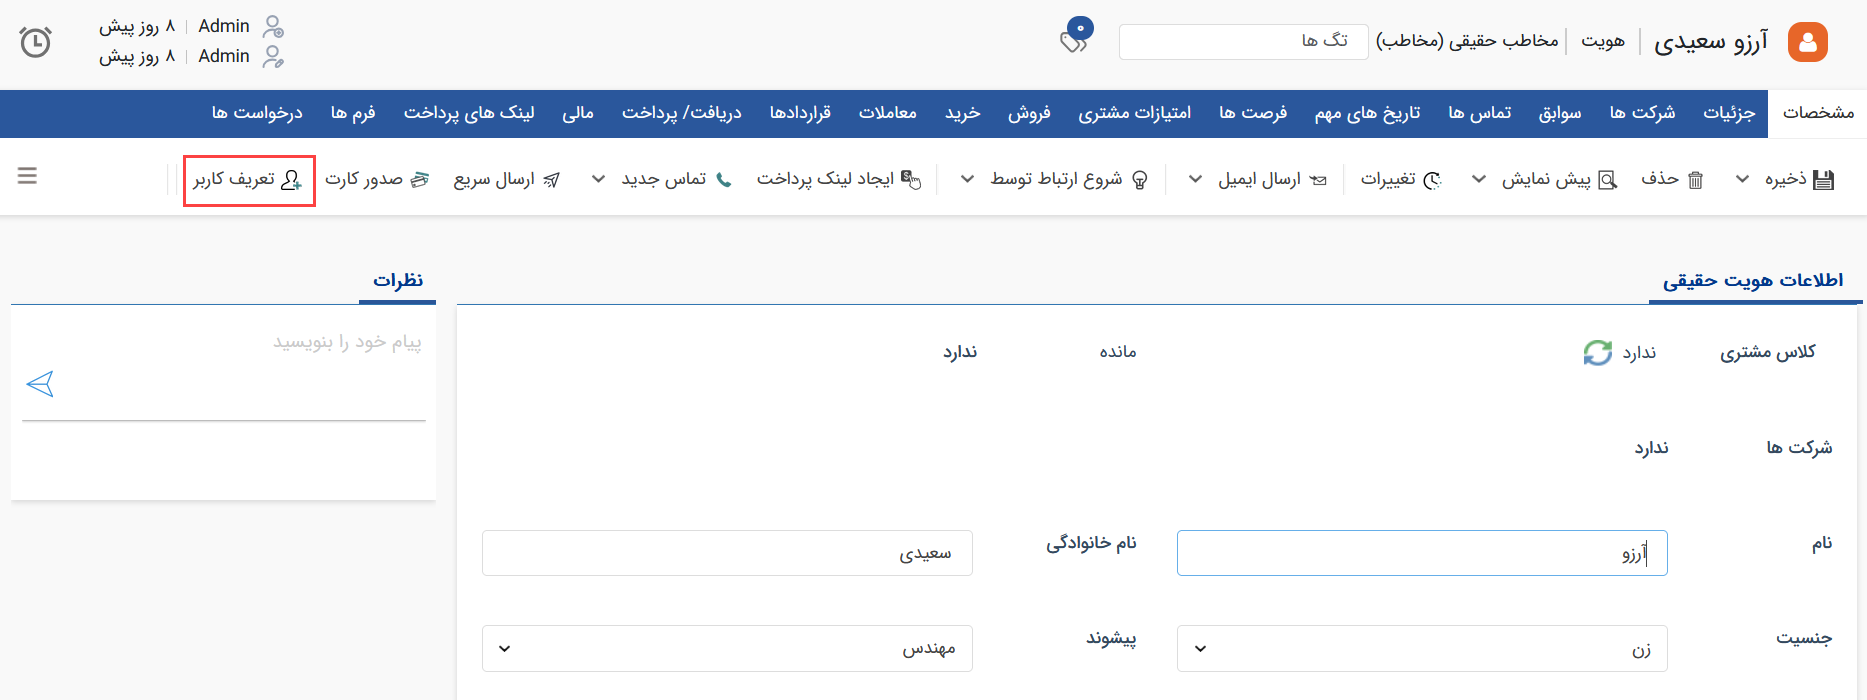 آرزو سعیدی | هویت | مخاطب حقیقی (مخاطب) تگ ها ۰
Admin | ۸ روز پیش
Admin | ۸ روز پیش
مشخصات جزئیات شرکت ها سوابق تماس ها تاریخ های مهم فرصت ها امتیازات مشتری فروش خرید معاملات قراردادها دریافت/ پرداخت مالی لینک های پرداخت فرم ها درخواست ها
ذخیره حذف پیش نمایش تغییرات ارسال ایمیل شروع ارتباط توسط ایجاد لینک پرداخت تماس جدید ارسال سریع صدور کارت تعریف کاربر
اطلاعات هویت حقیقی
کلاس مشتری ندارد مانده ندارد
شرکت ها ندارد
نام آرزو نام خانوادگی سعیدی
جنسیت زن پیشوند مهندس
نظرات
پیام خود را بنویسید